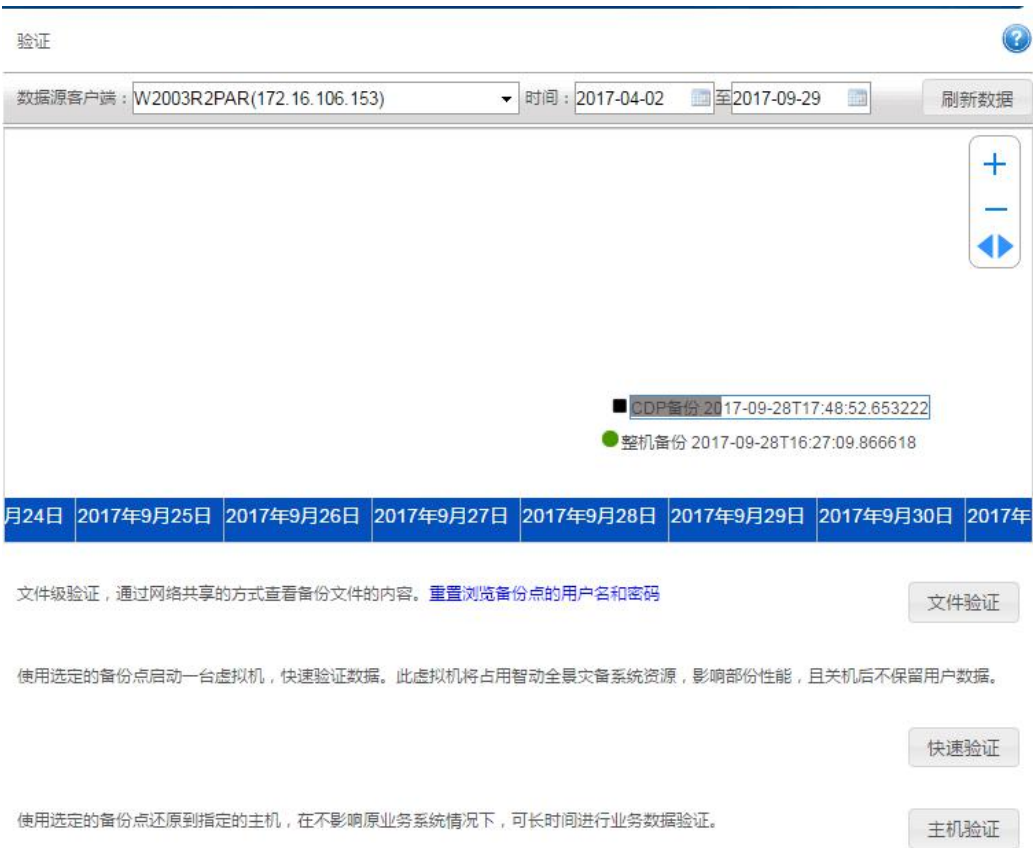 验证
?
数据源客户端：W2003R2PAR(172.16.106.153) 时间：2017-04-02 至2017-09-29 刷新数据
+
CDP备份 2017-09-28T17:48:52.653222
整机备份 2017-09-28T16:27:09.866618
月24日 2017年9月25日 2017年9月26日 2017年9月27日 2017年9月28日 2017年9月29日 2017年9月30日 2017年
文件级验证，通过网络共享的方式查看备份文件的内容。重置浏览备份点的用户名和密码 文件验证
使用选定的备份点启动一台虚拟机，快速验证数据。此虚拟机将占用智动全景灾备系统资源，影响部份性能，且关机后不保留用户数据。
快速验证
使用选定的备份点还原到指定的主机，在不影响原业务系统情况下，可长时间进行业务数据验证。 主机验证